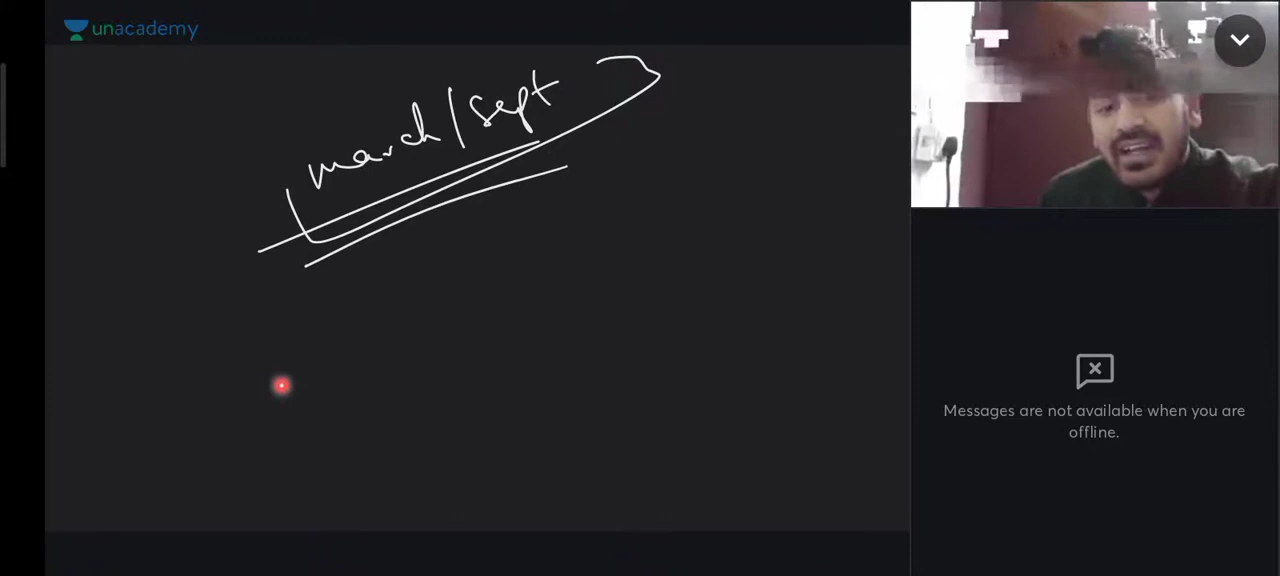 unacademy
march/sept
Messages are not available when you are
offline.